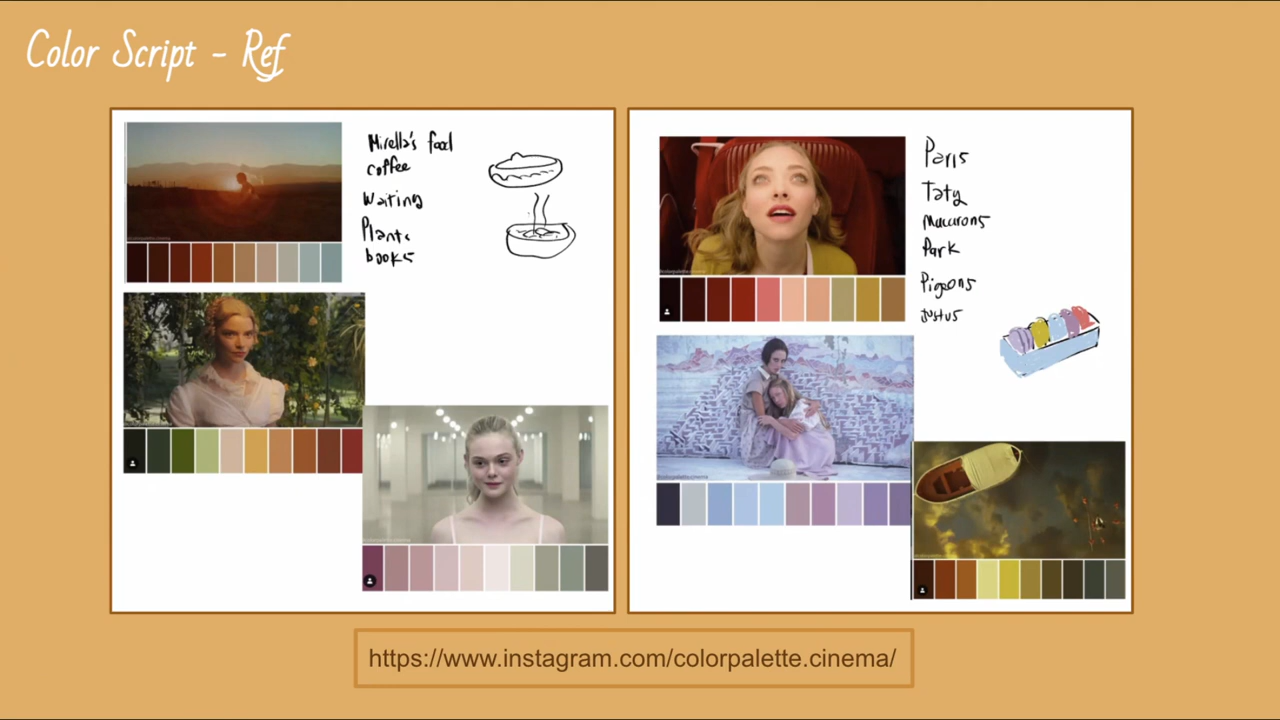 Color Script - Ref
Mirella's food
coffee
Waiting
Plants
books
Paris
Taty
Macarons
Park
Pigeons
https://www.instagram.com/colorpalette.cinema/